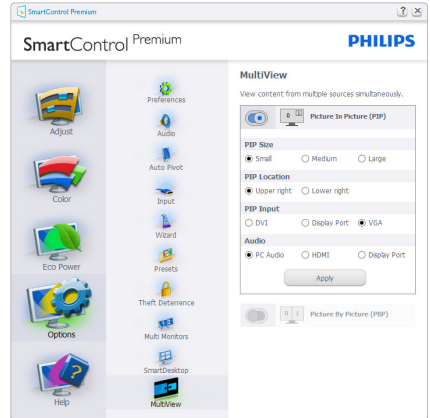 SmartControl Premium
? ×
SmartControl Premium
PHILIPS
Adjust
Color
Eco Power
Options
Help
Preferences
Audio
Auto Pivot
Input
Wizard
Presets
Theft Deterrence
Multi Monitors
SmartDesktop
MultiView
MultiView
View content from multiple sources simultaneously.
Picture In Picture (PIP)
PIP Size
Small Medium Large
PIP Location
Upper right Lower right
PIP Input
DVI Display Port VGA
Audio
PC Audio HDMI Display Port
Apply
Picture By Picture (PBP)